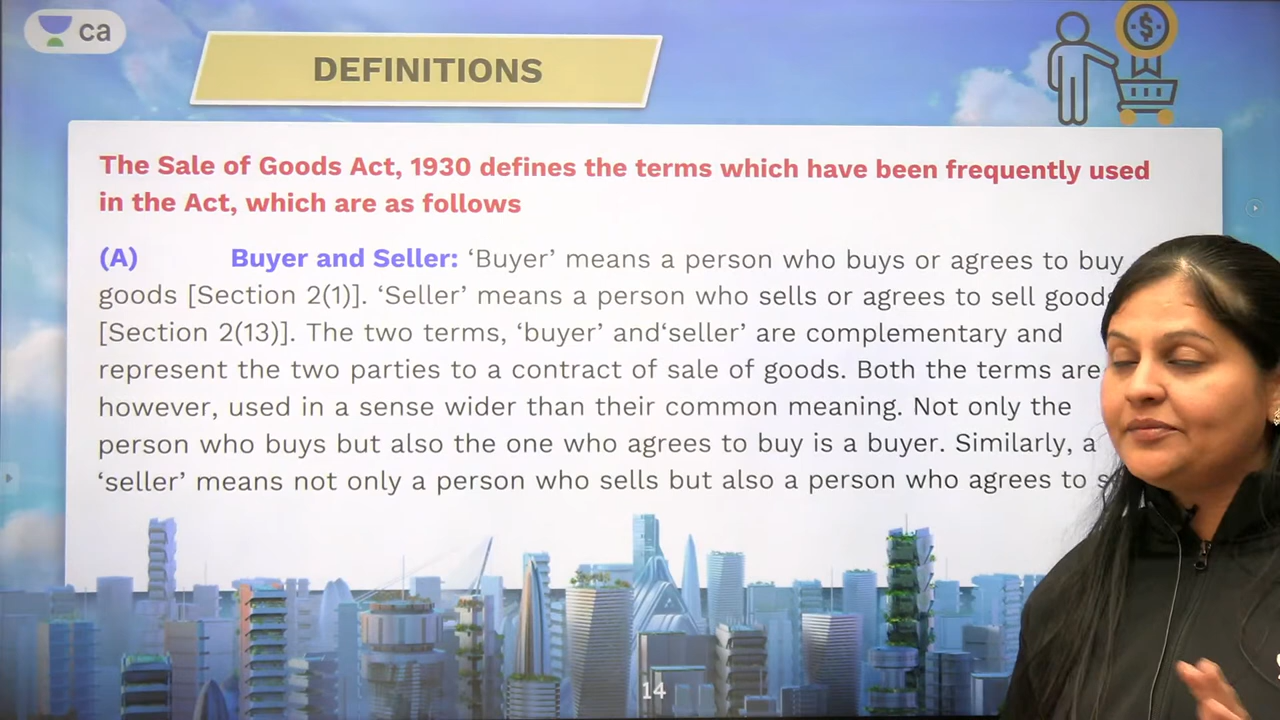 ca
DEFINITIONS
The Sale of Goods Act, 1930 defines the terms which have been frequently used
in the Act, which are as follows
(A) Buyer and Seller: ‘Buyer’ means a person who buys or agrees to buy
goods [Section 2(1)]. ‘Seller’ means a person who sells or agrees to sell goods
[Section 2(13)]. The two terms, ‘buyer’ and‘seller’ are complementary and
represent the two parties to a contract of sale of goods. Both the terms are
however, used in a sense wider than their common meaning. Not only the
person who buys but also the one who agrees to buy is a buyer. Similarly, a
‘seller’ means not only a person who sells but also a person who agrees to
14